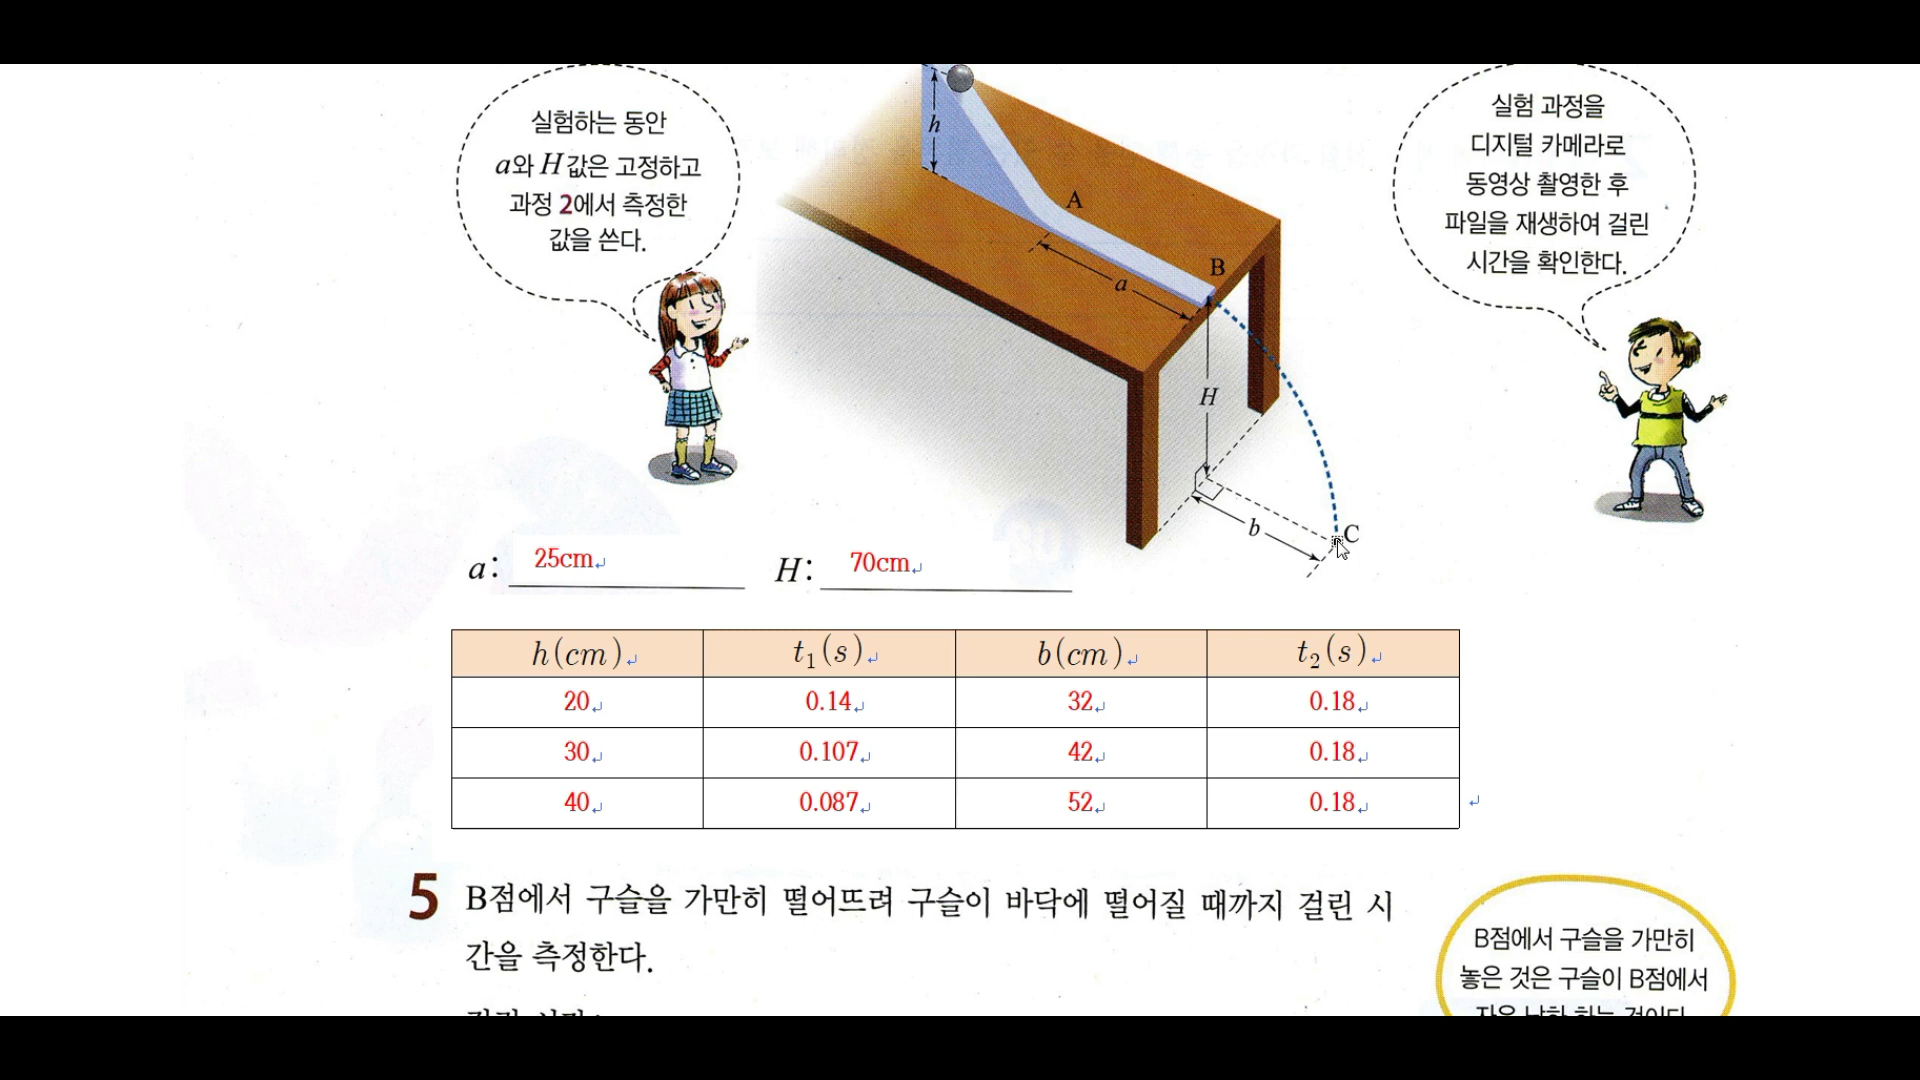 실험하는 동안
a와 H값은 고정하고
과정 2에서 측정한
값을 쓴다.
실험 과정을
디지털 카메라로
동영상 촬영한 후
파일을 재생하여 걸린
시간을 확인한다.
h
A
B
a
H
b
C
a: 25cm H: 70cm
h(cm) t₁(s) b(cm) t₂(s)
20 0.14 32 0.18
30 0.107 42 0.18
40 0.087 52 0.18
5 B점에서 구슬을 가만히 떨어뜨려 구슬이 바닥에 떨어질 때까지 걸린 시
간을 측정한다.
B점에서 구슬을 가만히
놓은 것은 구슬이 B점에서